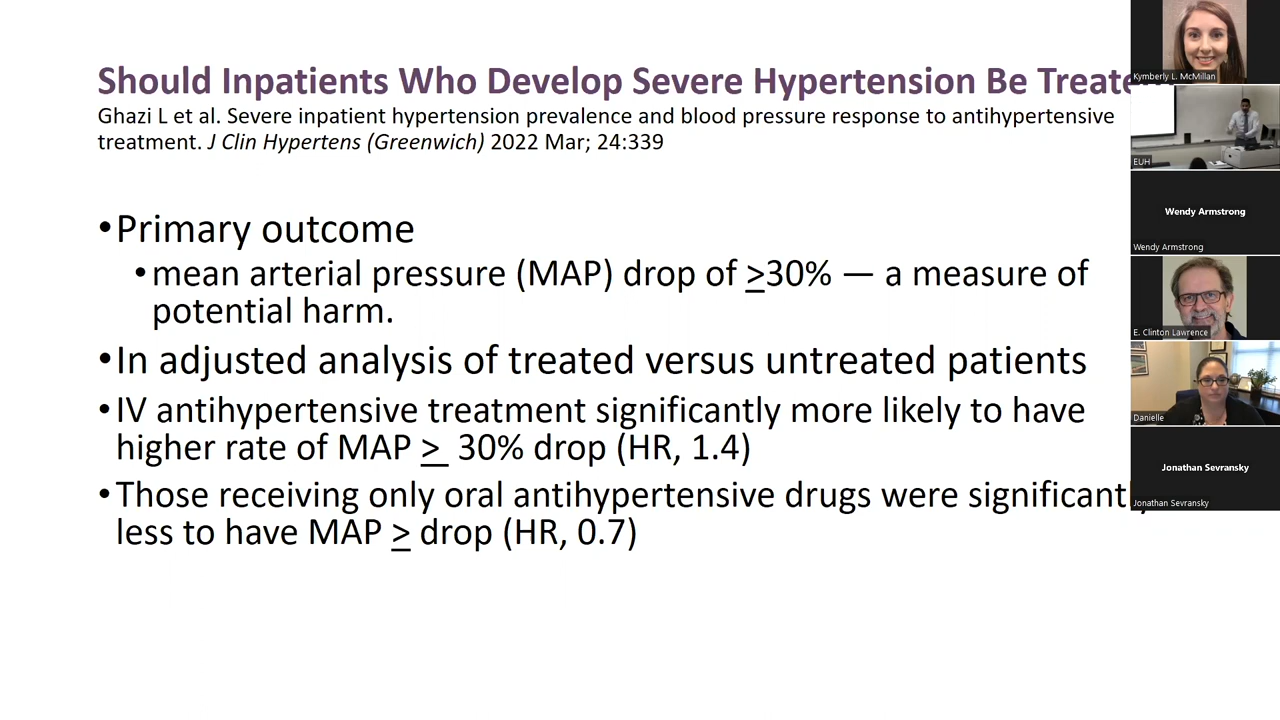 Should Inpatients Who Develop Severe Hypertension Be Treate
Ghazi L et al. Severe inpatient hypertension prevalence and blood pressure response to antihypertensive
treatment. J Clin Hypertens (Greenwich) 2022 Mar; 24:339
•Primary outcome
•mean arterial pressure (MAP) drop of >30% — a measure of
potential harm.
•In adjusted analysis of treated versus untreated patients
•IV antihypertensive treatment significantly more likely to have
higher rate of MAP > 30% drop (HR, 1.4)
•Those receiving only oral antihypertensive drugs were significantly
less to have MAP > drop (HR, 0.7)
Kymberly L. McMillan
EUH
Wendy Armstrong
Wendy Armstrong
E. Clinton Lawrence
Danielle
Jonathan Sevransky
Jonathan Sevransky